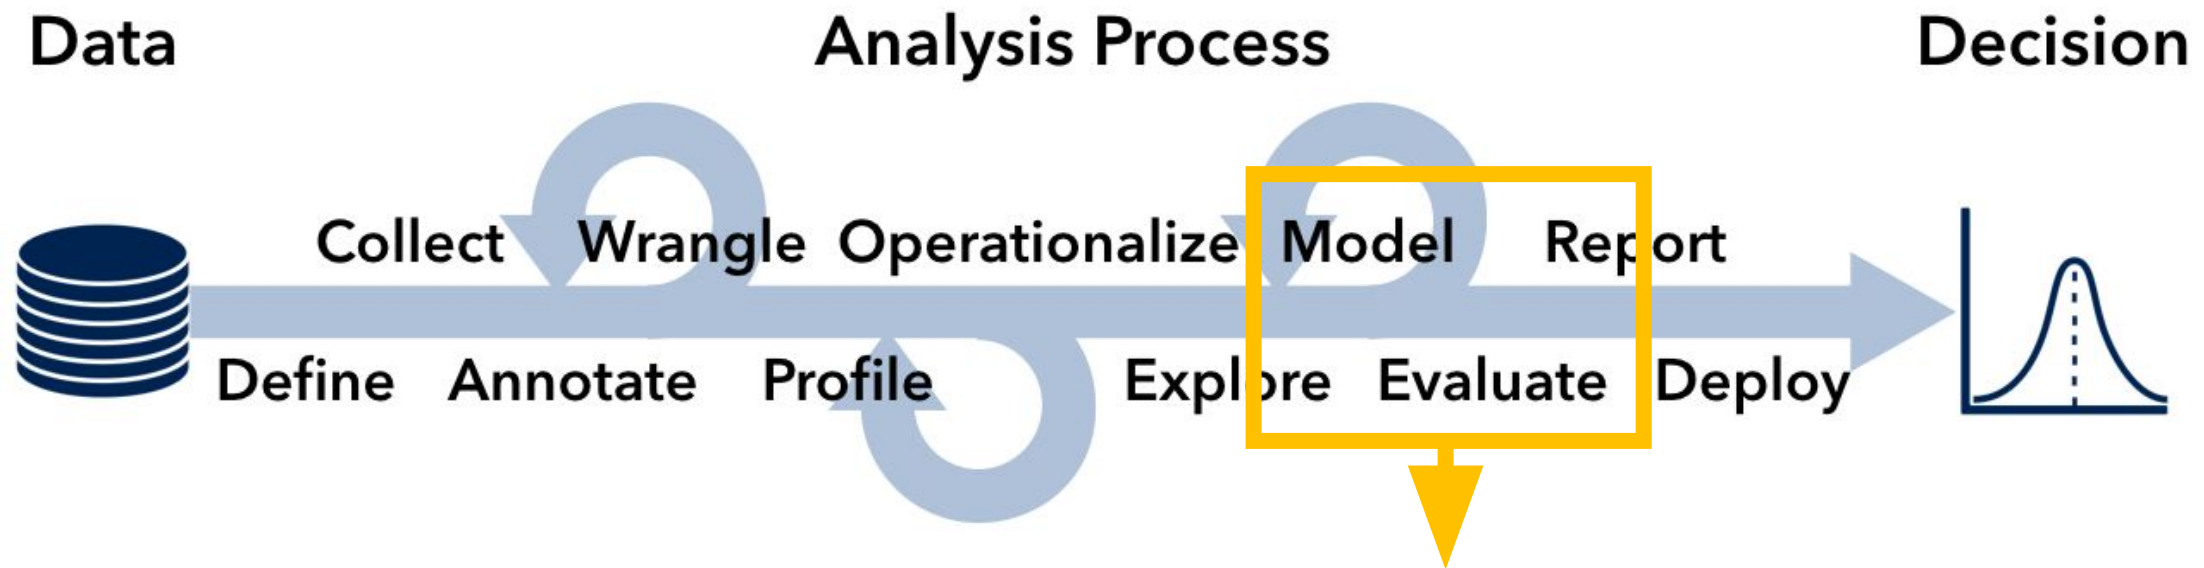 Data Analysis Process Decision
Collect Wrangle Operationalize Model Report
Define Annotate Profile Explore Evaluate Deploy